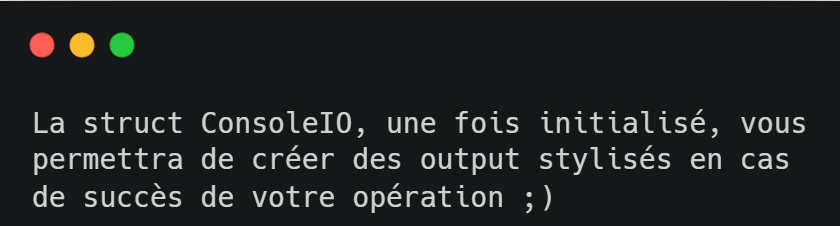 La struct ConsoleIO, une fois initialisé, vous
permettra de créer des output stylisés en cas
de succès de votre opération ;)